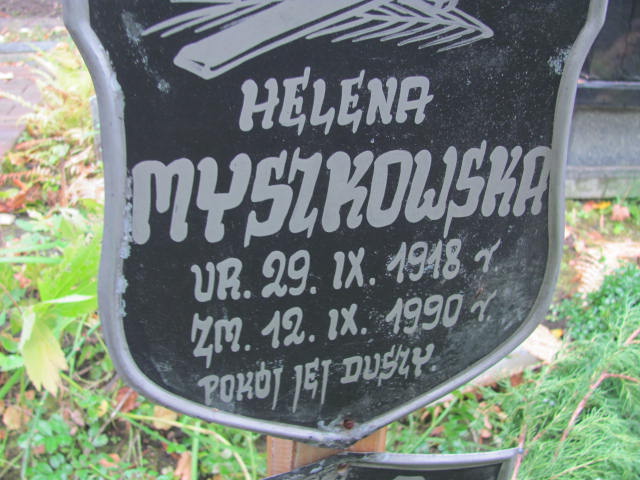 HELENA
MYSZKOWSKA
UR. 29. IX. 1918 r.
ZM. 12. IX. 1990 r.
POKÓJ JEJ DUSZY.